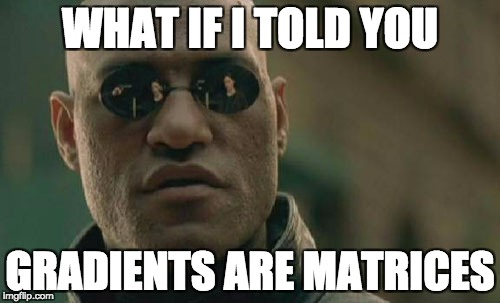 WHAT IF I TOLD YOU
GRADIENTS ARE MATRICES
imgflip.com